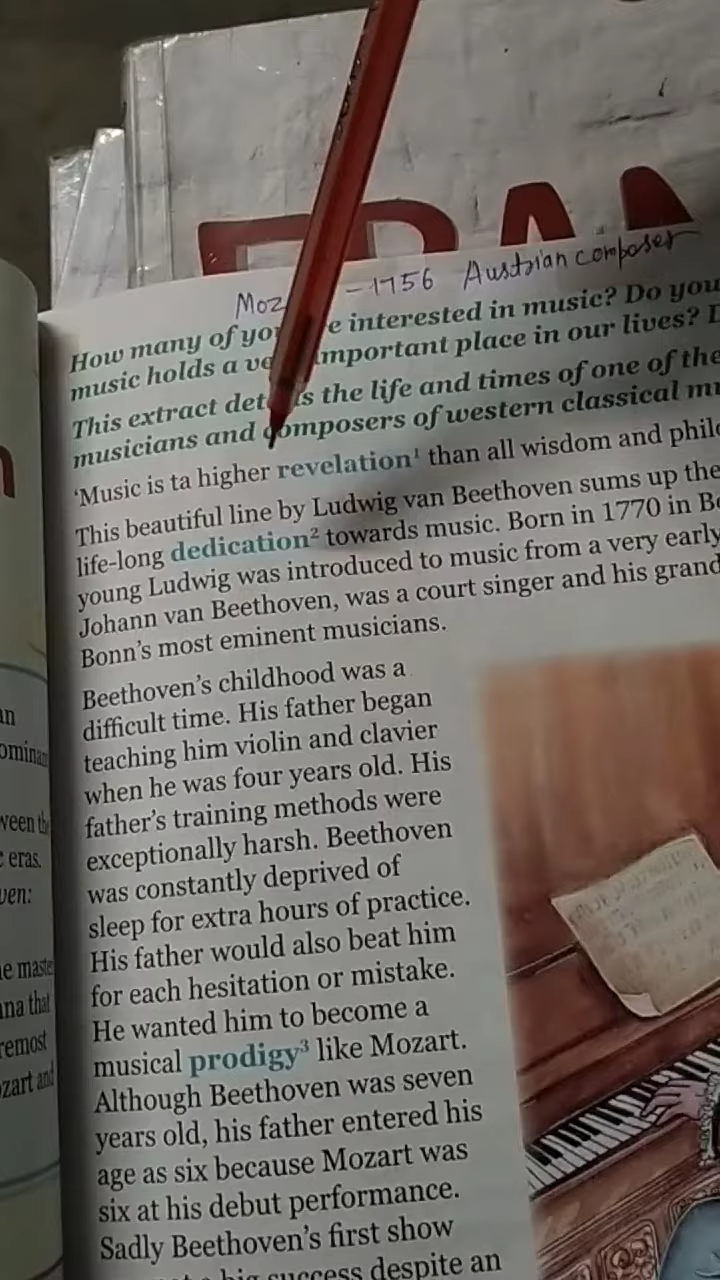 Moz – 1756 Austrian composer
How many of yo e interested in music? Do you
music holds a ve important place in our lives?
This extract det ls the life and times of one of the
musicians and composers of western classical mu
'Music is ta higher revelation¹ than all wisdom and philo
This beautiful line by Ludwig van Beethoven sums up the
life-long dedication² towards music. Born in 1770 in Bo
young Ludwig was introduced to music from a very early
Johann van Beethoven, was a court singer and his grand
Bonn's most eminent musicians.
Beethoven's childhood was a
difficult time. His father began
teaching him violin and clavier
when he was four years old. His
father's training methods were
exceptionally harsh. Beethoven
was constantly deprived of
sleep for extra hours of practice.
His father would also beat him
for each hesitation or mistake.
He wanted him to become a
musical prodigy³ like Mozart.
Although Beethoven was seven
years old, his father entered his
age as six because Mozart was
six at his debut performance.
Sadly Beethoven's first show
big success despite an
an
ominan
ween the
eras.
ven:
e maste
na that
remost
zart and